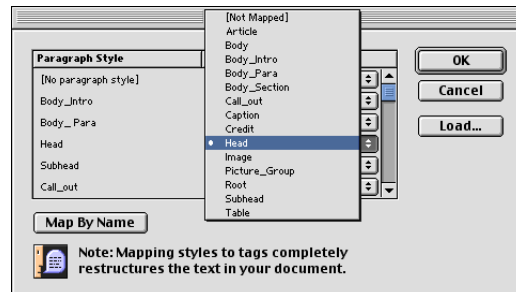 [Not Mapped]
Article
Body
Body_Intro
Body_Para
Body_Section
Call_out
Caption
Credit
Head
Image
Picture_Group
Root
Subhead
Table
Paragraph Style
[No paragraph style]
Body_Intro
Body_ Para
Head
Subhead
Call_out
OK
Cancel
Load...
Map By Name
Note: Mapping styles to tags completely
restructures the text in your document.